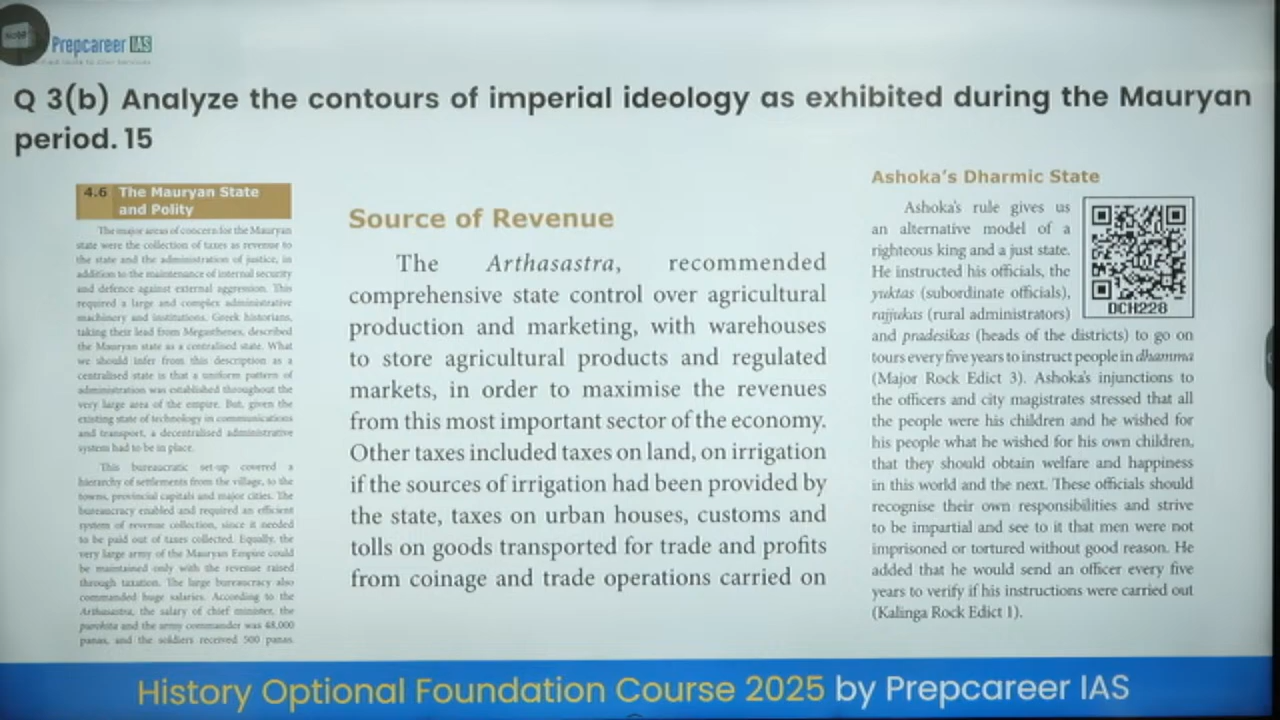 Note
Prepcareer IAS
Q 3(b) Analyze the contours of imperial ideology as exhibited during the Mauryan
period. 15
4.6 The Mauryan State
and Polity
The major areas of concern for the Mauryan
state were the collection of taxes as revenue to
the state and the administration of justice, in
addition to the maintenance of internal security
and defence against external aggression. This
required a large and complex administrative
machinery and institutions. Greek historians,
taking their lead from Megasthenes, described
the Mauryan state as a centralised state. What
we should infer from this description as a
centralised state is that a uniform pattern of
administration was established throughout the
very large area of the empire. But, given the
existing state of technology in communications
and transport, a decentralised administrative
system had to be in place.
This bureaucratic set-up covered a
hierarchy of settlements from the village, to the
towns, provincial capitals and major cities. The
bureaucracy enabled and required an efficient
system of revenue collection, since it needed
to be paid out of taxes collected. Equally, the
very large army of the Mauryan Empire could
be maintained only with the revenue raised
through taxation. The large bureaucracy also
commanded huge salaries. According to the
Arthasastra, the salary of chief minister, the
purohita and the army commander was 48,000
panas, and the soldiers received 500 panas.
Source of Revenue
The Arthasastra, recommended
comprehensive state control over agricultural
production and marketing, with warehouses
to store agricultural products and regulated
markets, in order to maximise the revenues
from this most important sector of the economy.
Other taxes included taxes on land, on irrigation
if the sources of irrigation had been provided by
the state, taxes on urban houses, customs and
tolls on goods transported for trade and profits
from coinage and trade operations carried on
Ashoka's Dharmic State
Ashoka's rule gives us
an alternative model of a
righteous king and a just state.
He instructed his officials, the
yuktas (subordinate officials),
rajjukas (rural administrators)
and pradesikas (heads of the districts) to go on
tours every five years to instruct people in dhamma
(Major Rock Edict 3). Ashoka's injunctions to
the officers and city magistrates stressed that all
the people were his children and he wished for
his people what he wished for his own children,
that they should obtain welfare and happiness
in this world and the next. These officials should
recognise their own responsibilities and strive
to be impartial and see to it that men were not
imprisoned or tortured without good reason. He
added that he would send an officer every five
years to verify if his instructions were carried out
(Kalinga Rock Edict 1).
DCH228
History Optional Foundation Course 2025 by Prepcareer IAS